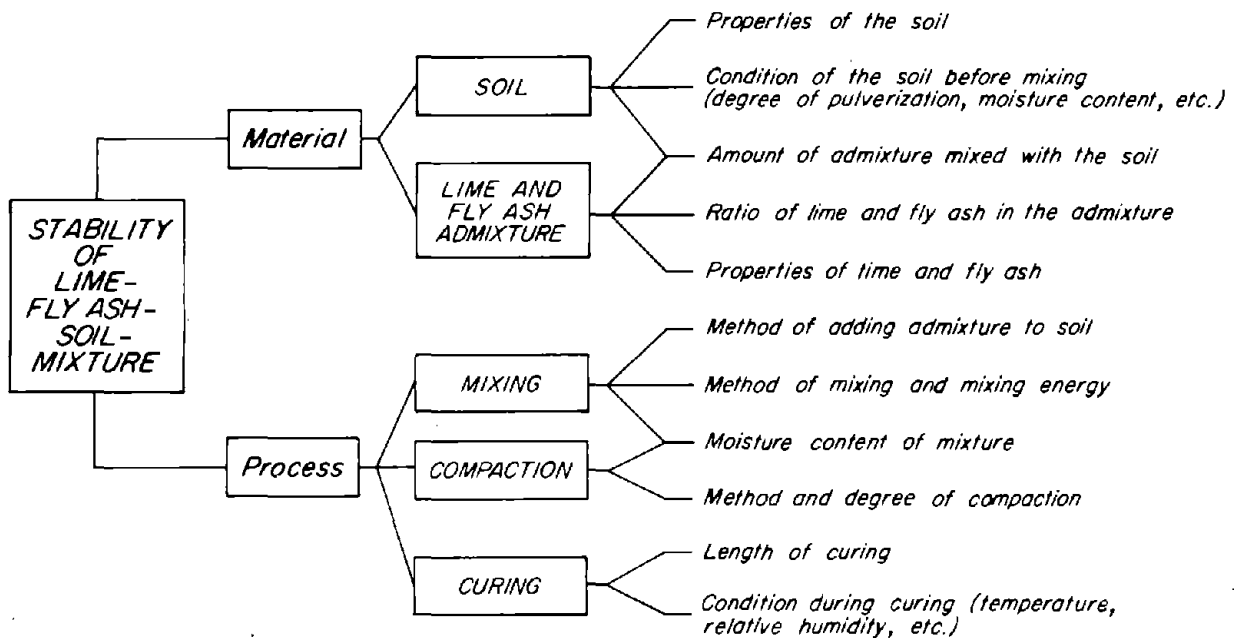 STABILITY
OF
LIME-
FLY ASH-
SOIL-
MIXTURE
Material
Process
SOIL
LIME AND
FLY ASH
ADMIXTURE
MIXING
COMPACTION
CURING
Properties of the soil
Condition of the soil before mixing
(degree of pulverization, moisture content, etc.)
Amount of admixture mixed with the soil
Ratio of lime and fly ash in the admixture
Properties of lime and fly ash
Method of adding admixture to soil
Method of mixing and mixing energy
Moisture content of mixture
Method and degree of compaction
Length of curing
Condition during curing (temperature,
relative humidity, etc.)